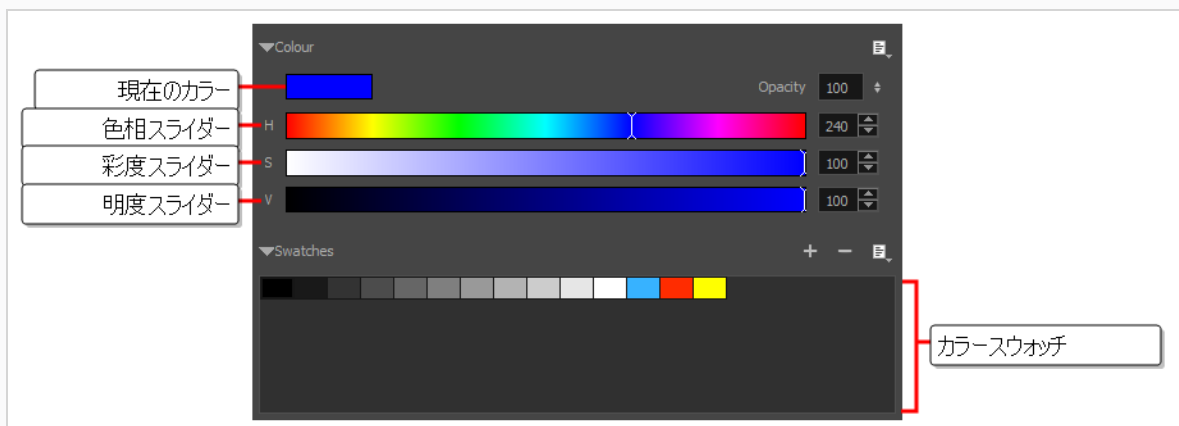 Colour
現在のカラー
Opacity 100
色相スライダー
H 240
彩度スライダー
S 100
明度スライダー
V 100
Swatches + −
カラースウォッチ